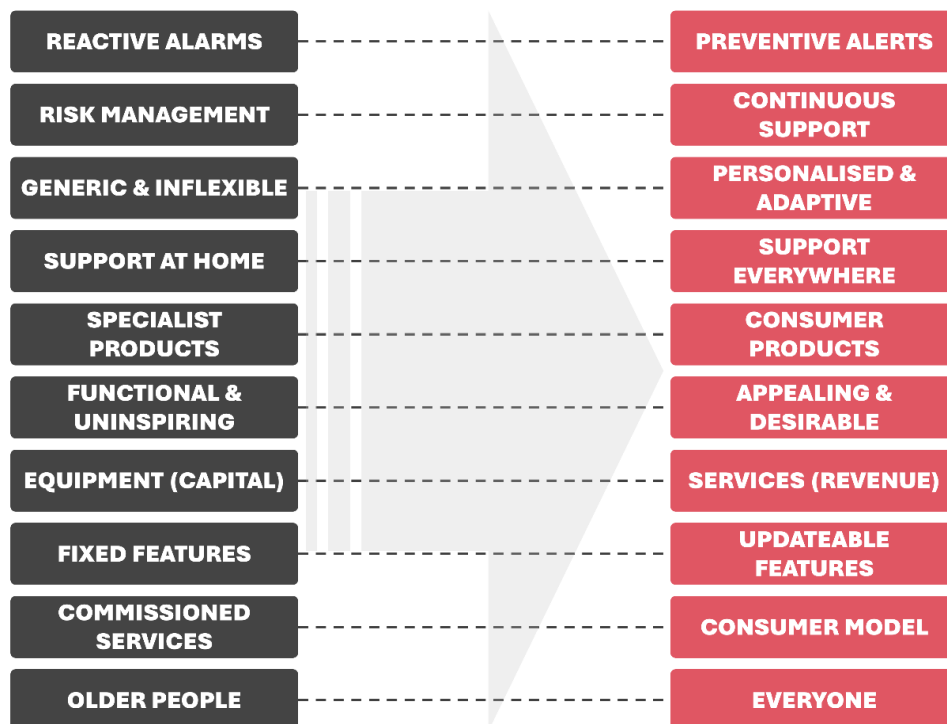 REACTIVE ALARMS
PREVENTIVE ALERTS
RISK MANAGEMENT
CONTINUOUS
SUPPORT
GENERIC & INFLEXIBLE
PERSONALISED &
ADAPTIVE
SUPPORT AT HOME
SUPPORT
EVERYWHERE
SPECIALIST
PRODUCTS
CONSUMER
PRODUCTS
FUNCTIONAL &
UNINSPIRING
APPEALING &
DESIRABLE
EQUIPMENT (CAPITAL)
SERVICES (REVENUE)
FIXED FEATURES
UPDATEABLE
FEATURES
COMMISSIONED
SERVICES
CONSUMER MODEL
OLDER PEOPLE
EVERYONE